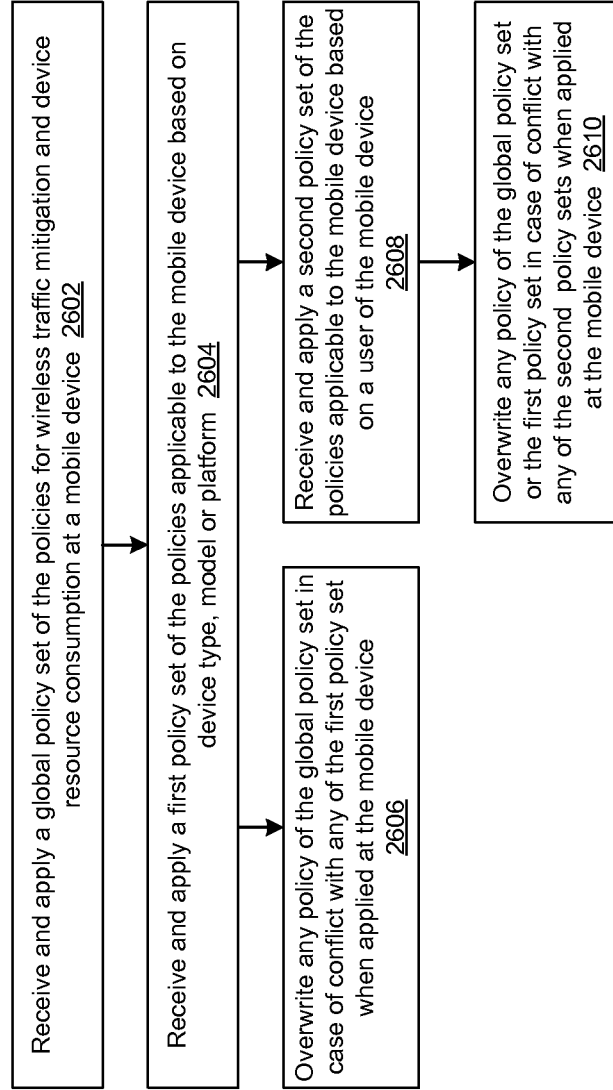 Receive and apply a global policy set of the policies for wireless traffic mitigation and device
resource consumption at a mobile device 2602
Receive and apply a first policy set of the policies applicable to the mobile device based on
device type, model or platform 2604
Overwrite any policy of the global policy set in
case of conflict with any of the first policy set
when applied at the mobile device
2606
Receive and apply a second policy set of the
policies applicable to the mobile device based
on a user of the mobile device
2608
Overwrite any policy of the global policy set
or the first policy set in case of conflict with
any of the second policy sets when applied
at the mobile device 2610